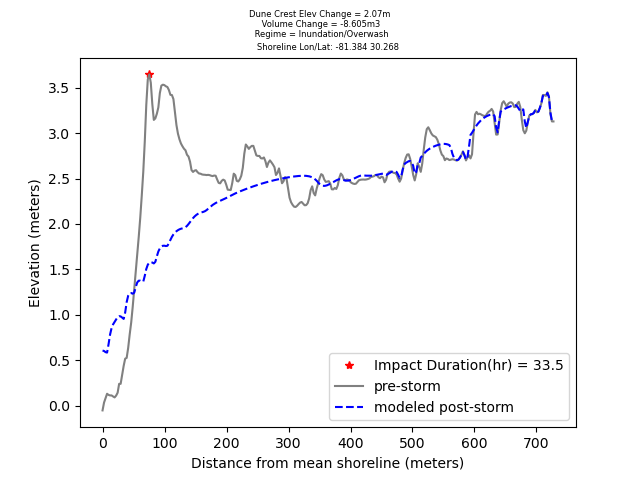 Dune Crest Elev Change = 2.07m
Volume Change = -8.605m3
Regime = Inundation/Overwash
Shoreline Lon/Lat: -81.384 30.268
3.5
3.0
2.5
2.0
1.5
1.0
0.5
0.0
Elevation (meters)
Impact Duration(hr) = 33.5
pre-storm
modeled post-storm
0 100 200 300 400 500 600 700
Distance from mean shoreline (meters)